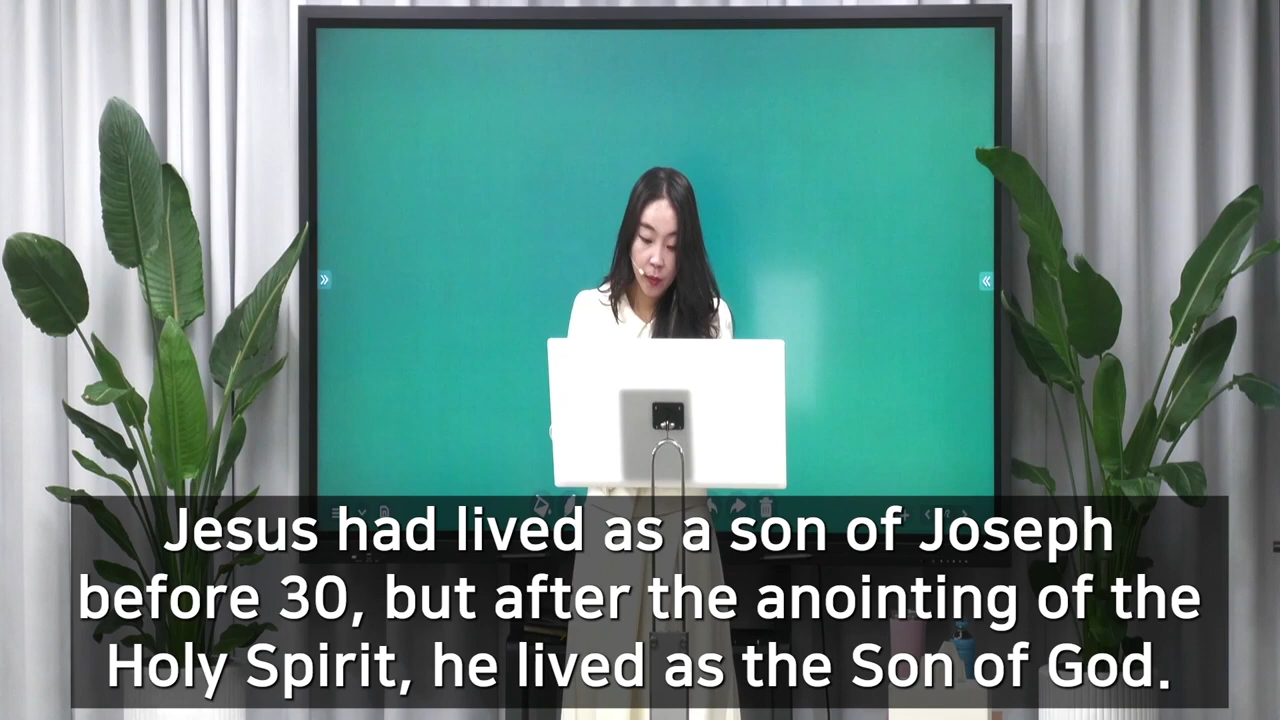 Jesus had lived as a son of Joseph
before 30, but after the anointing of the
Holy Spirit, he lived as the Son of God.